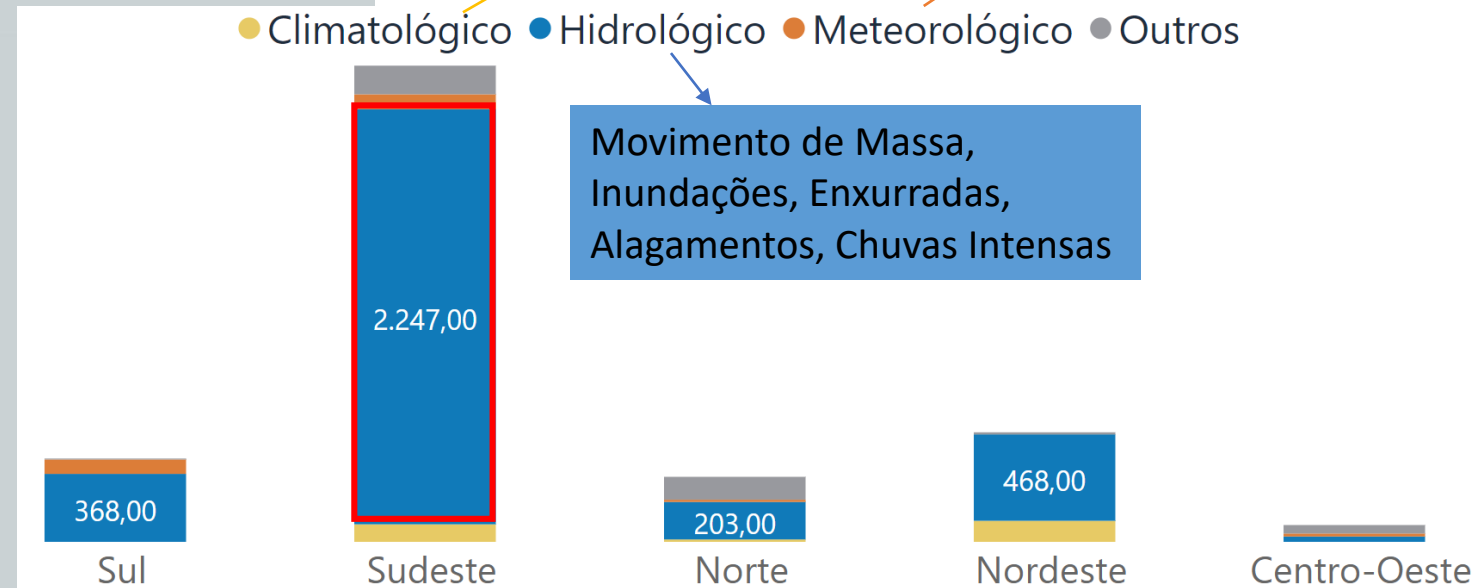 Climatológico Hidrológico Meteorológico Outros
Movimento de Massa,
Inundações, Enxurradas,
Alagamentos, Chuvas Intensas
2.247,00
468,00
368,00
203,00
Sul Sudeste Norte Nordeste Centro-Oeste